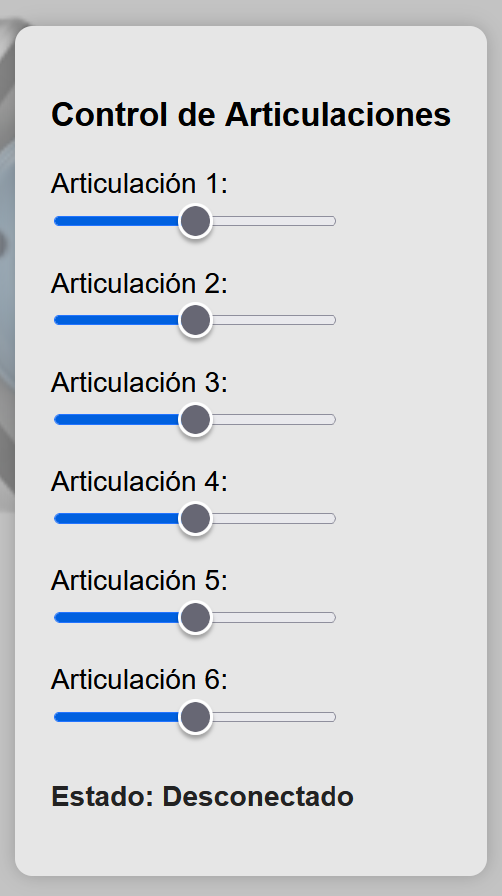 Control de Articulaciones
Articulación 1:
Articulación 2:
Articulación 3:
Articulación 4:
Articulación 5:
Articulación 6:
Estado: Desconectado